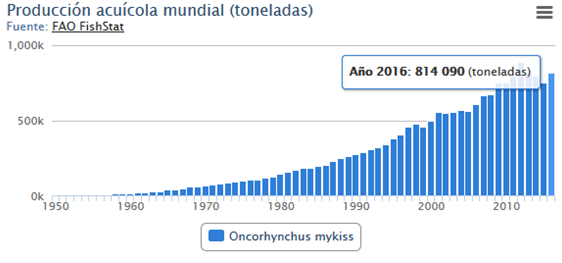 Producción acuícola mundial (toneladas)
Fuente: FAO FishStat
1,000k
Año 2016: 814 090 (toneladas)
500k
0k
1950 1960 1970 1980 1990 2000 2010
Oncorhynchus mykiss